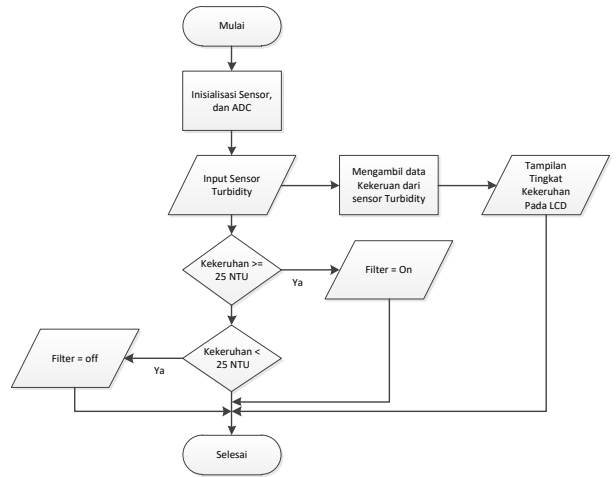 Mulai
Inisialisasi Sensor,
dan ADC
Input Sensor
Turbidity
Mengambil data
Kekeruan dari
sensor Turbidity
Tampilan
Tingkat
Kekeruhan
Pada LCD
Kekeruhan >=
25 NTU
Ya
Filter = On
Kekeruhan <
25 NTU
Ya
Filter = off
Selesai